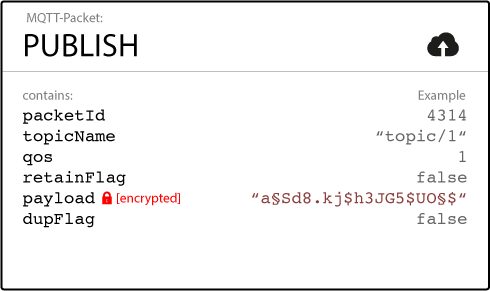 MQTT-Packet:
PUBLISH
contains: Example
packetId 4314
topicName “topic/1“
qos 1
retainFlag false
payload [encrypted] “a§Sd8.kj$h3JG5$UO§$“
dupFlag false